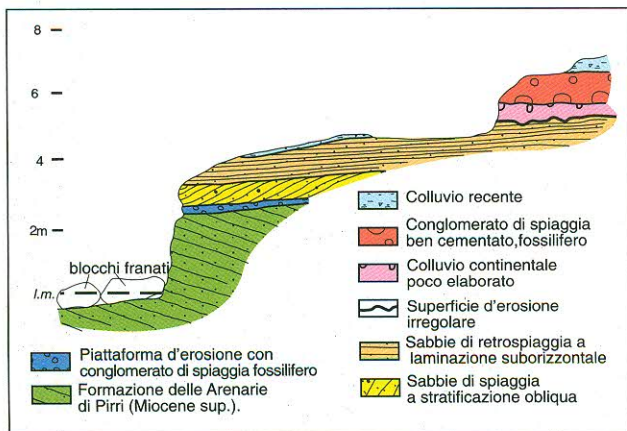 8
6
4
2m
l.m.
blocchi franati
Colluvio recente
Conglomerato di spiaggia
ben cementato,fossilifero
Colluvio continentale
poco elaborato
Superficie d'erosione
irregolare
Sabbie di retrospiaggia a
laminazione suborizzontale
Sabbie di spiaggia
a stratificazione obliqua
Piattaforma d'erosione con
conglomerato di spiaggia fossilifero
Formazione delle Arenarie
di Pirri (Miocene sup.).